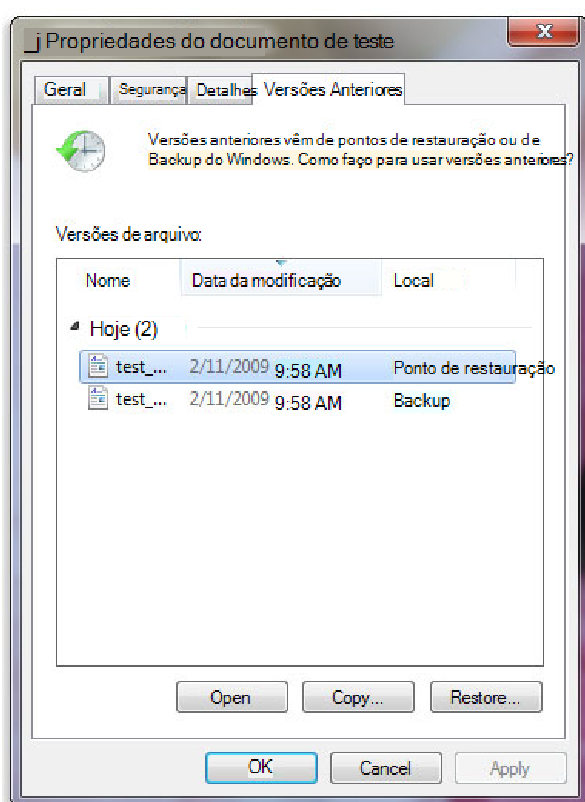 _j Propriedades do documento de teste
X
Geral Segurança Detalhes Versões Anteriores
Versões anteriores vêm de pontos de restauração ou de
Backup do Windows. Como faço para usar versões anteriores?
Versões de arquivo:
Nome Data da modificação Local
Hoje (2)
test_... 2/11/2009 9:58 AM Ponto de restauração
test_... 2/11/2009 9:58 AM Backup
Open Copy... Restore...
OK Cancel Apply